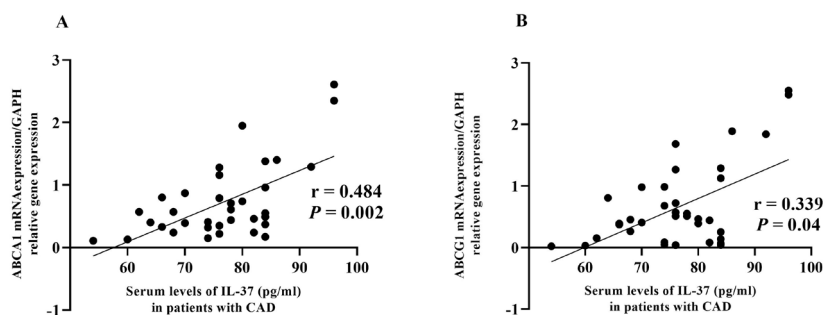 A
ABCA1 mRNAexpression/GAPH
relative gene expression
3
2
1
0
-1
60
70
80
90
100
r = 0.484
P = 0.002
Serum levels of IL-37 (pg/ml)
in patients with CAD
B
ABCG1 mRNAexpression/GAPH
relative gene expression
3
2
1
0
-1
60
70
80
90
100
r = 0.339
P = 0.04
Serum levels of IL-37 (pg/ml)
in patients with CAD